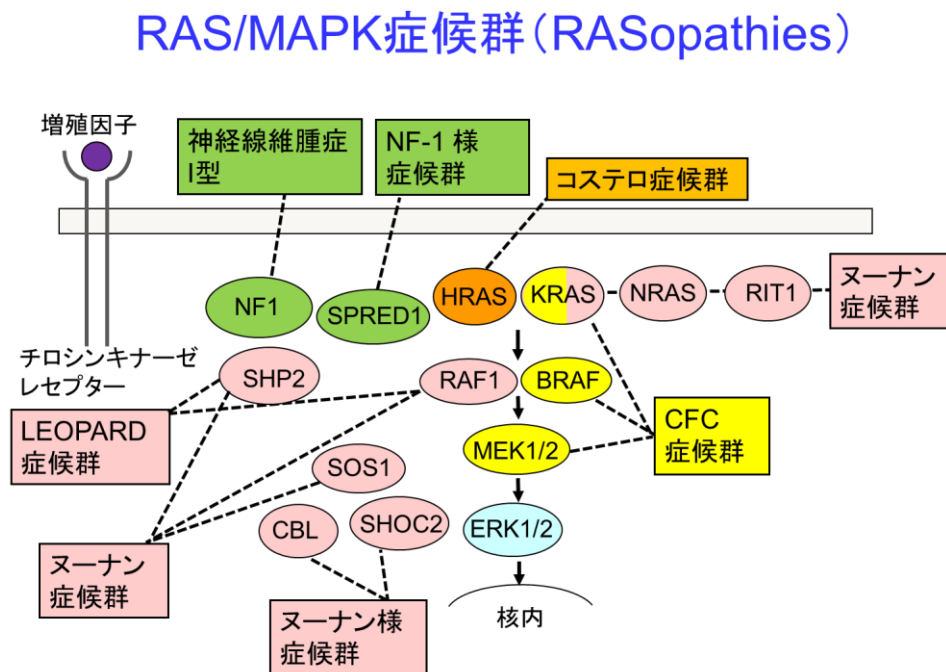 RAS/MAPK症候群(RASopathies)
増殖因子
神経線維腫症
I型
NF-1 様
症候群
コステロ症候群
NF1
SPRED1
HRAS
KRAS
NRAS
RIT1
ヌーナン
症候群
チロシンキナーゼ
レセプター
SHP2
RAF1
BRAF
LEOPARD
症候群
CFC
症候群
MEK1/2
SOS1
CBL
SHOC2
ERK1/2
ヌーナン
症候群
ヌーナン様
症候群
核内